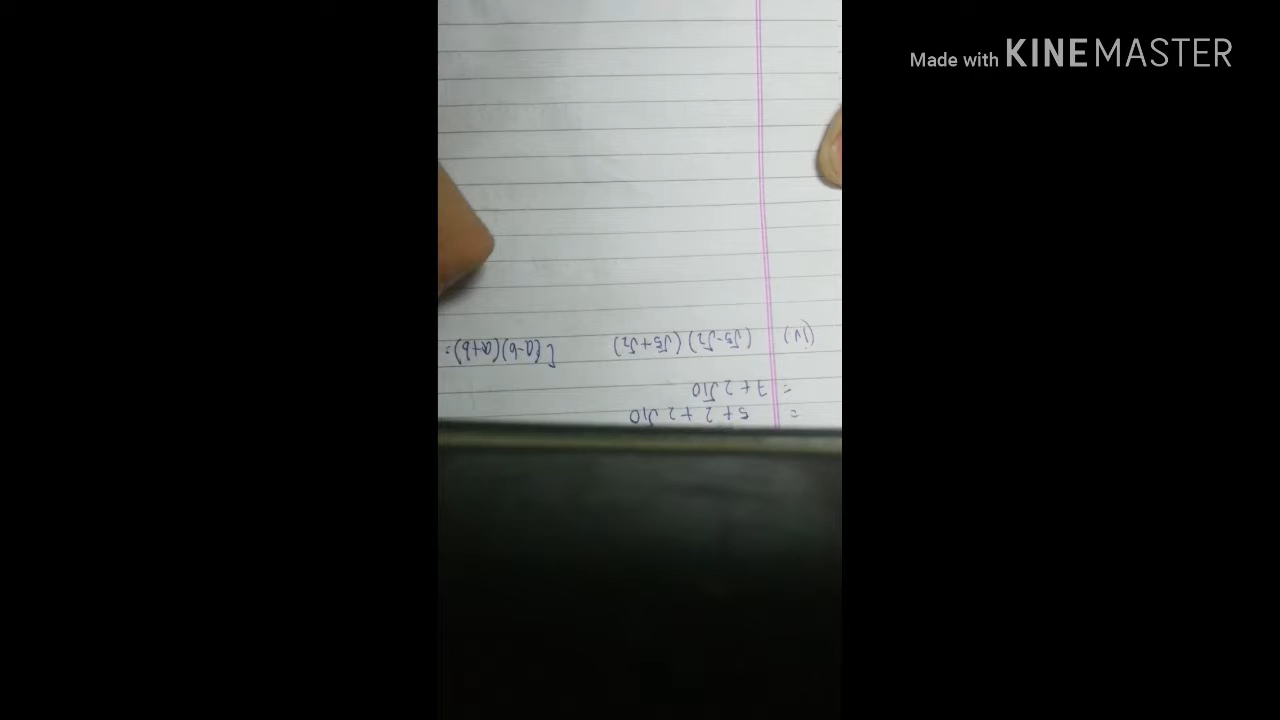 Made with KINEMASTER
= 5 + 2 + 2√10
= 7 + 2√10
(iv) (√5-√2) (√5+√2) [(a-b)(a+b)=